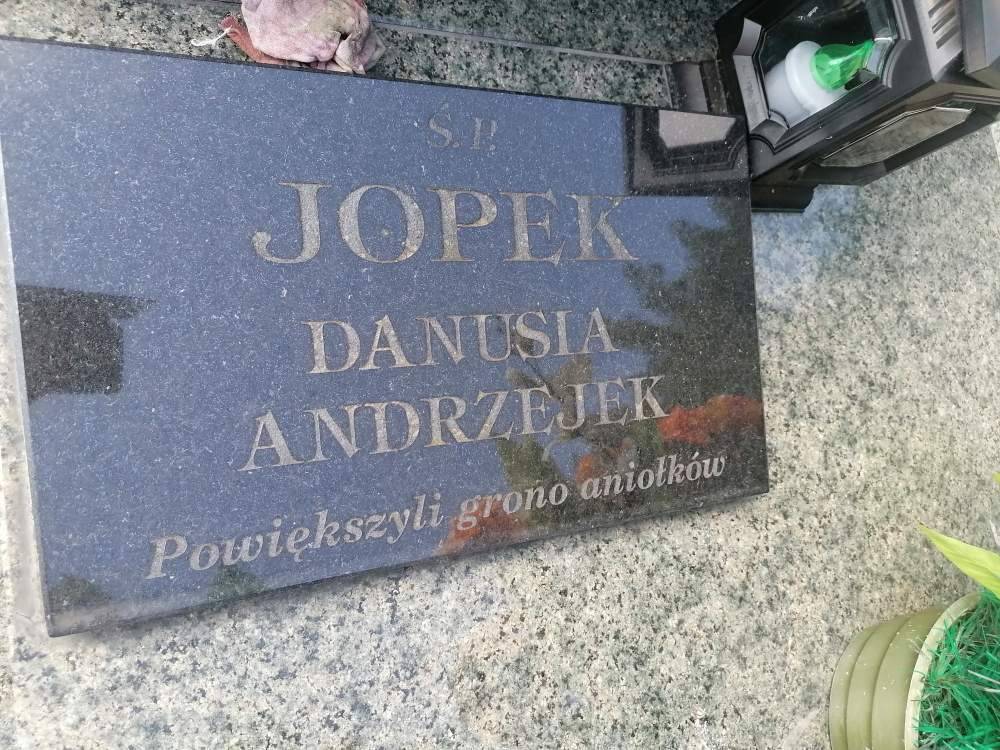 Ś.P.
JOPEK
DANUSIA
ANDRZEJEK
Powiększyli grono aniołków